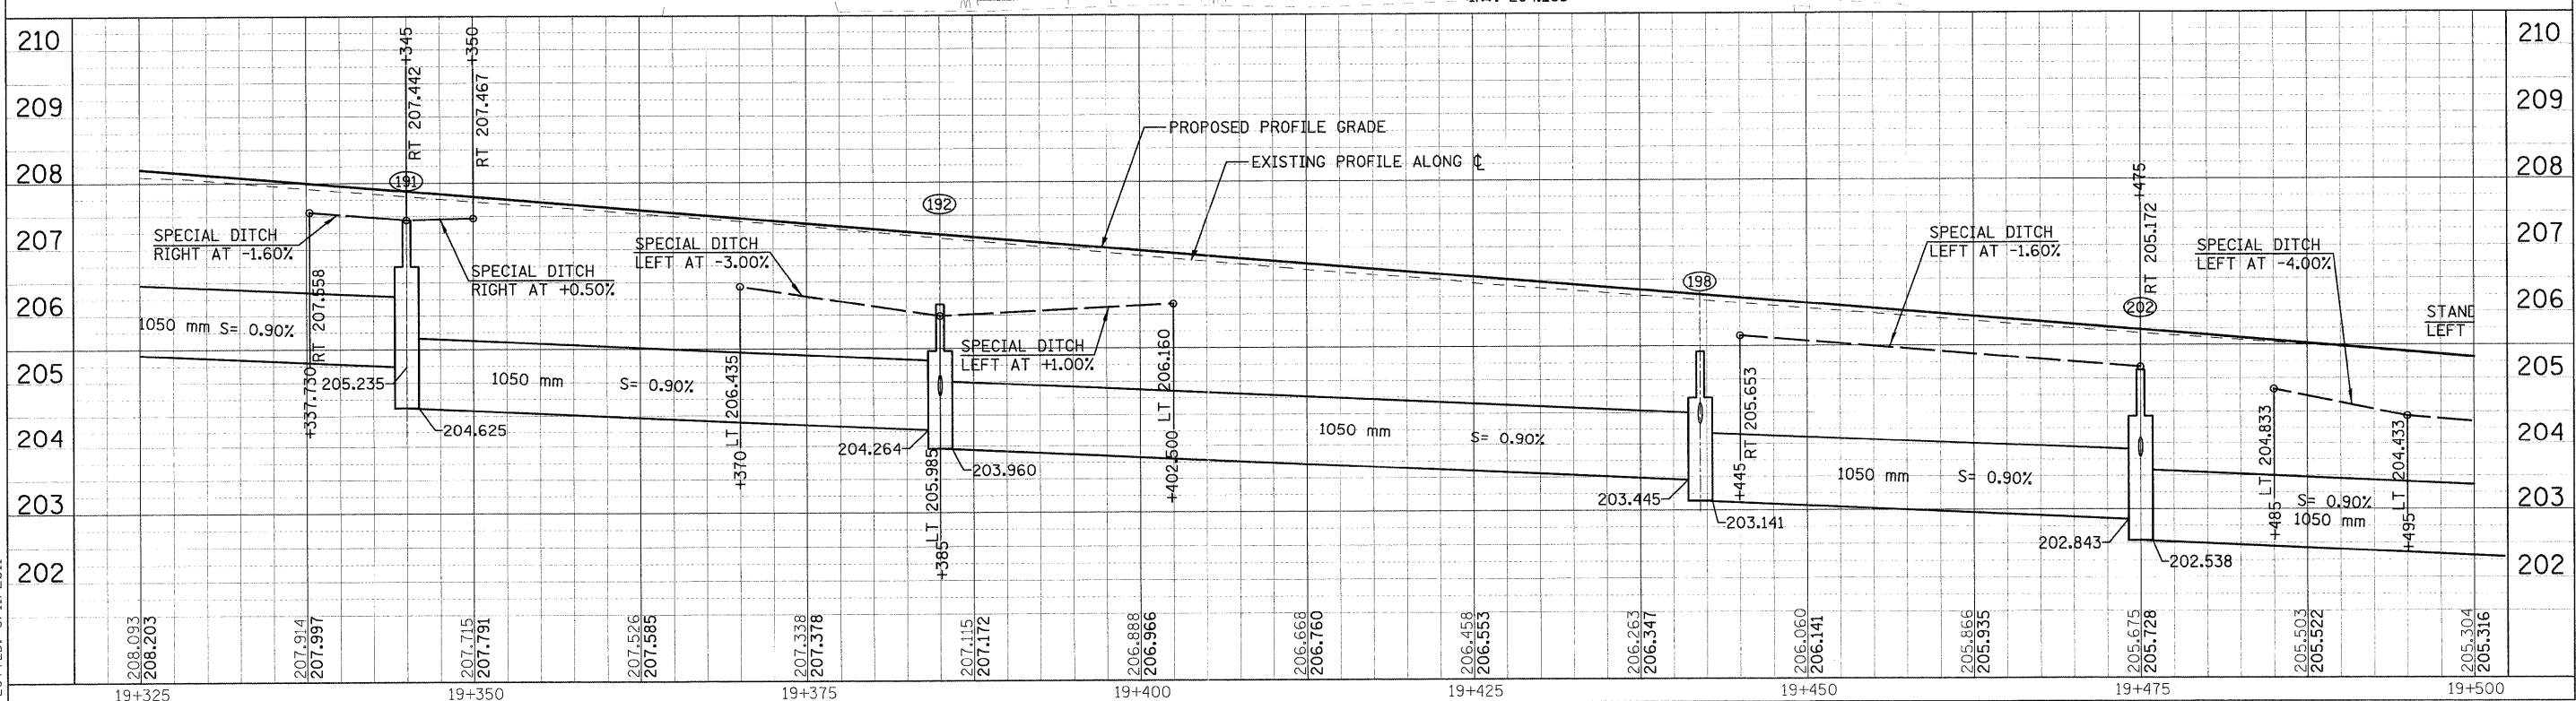 210
209
208
207
206
205
204
203
202
210
209
208
207
206
205
204
203
202
+345
RT 207.442
+350
RT 207.467
191
192
198
202
PROPOSED PROFILE GRADE
EXISTING PROFILE ALONG ℄
SPECIAL DITCH
RIGHT AT -1.60%
SPECIAL DITCH
RIGHT AT +0.50%
SPECIAL DITCH
LEFT AT -3.00%
SPECIAL DITCH
LEFT AT +1.00%
SPECIAL DITCH
LEFT AT -1.60%
SPECIAL DITCH
LEFT AT -4.00%
STAND
LEFT
+475
RT 205.172
+337.730 RT 207.558
+370 LT 206.435
+385 LT 205.985
+402.500 LT 206.160
+445 RT 205.653
+485 LT 204.833
+495 LT 204.433
1050 mm S= 0.90%
205.235
204.625
1050 mm S= 0.90%
204.264
203.960
1050 mm S= 0.90%
203.445
203.141
1050 mm S= 0.90%
202.843
202.538
S= 0.90%
1050 mm
208.093
208.203
207.914
207.997
207.715
207.791
207.526
207.585
207.338
207.378
207.115
207.172
206.888
206.966
206.668
206.760
206.458
206.553
206.263
206.347
206.060
206.141
205.866
205.935
205.675
205.728
205.503
205.522
205.304
205.316
19+325
19+350
19+375
19+400
19+425
19+450
19+475
19+500